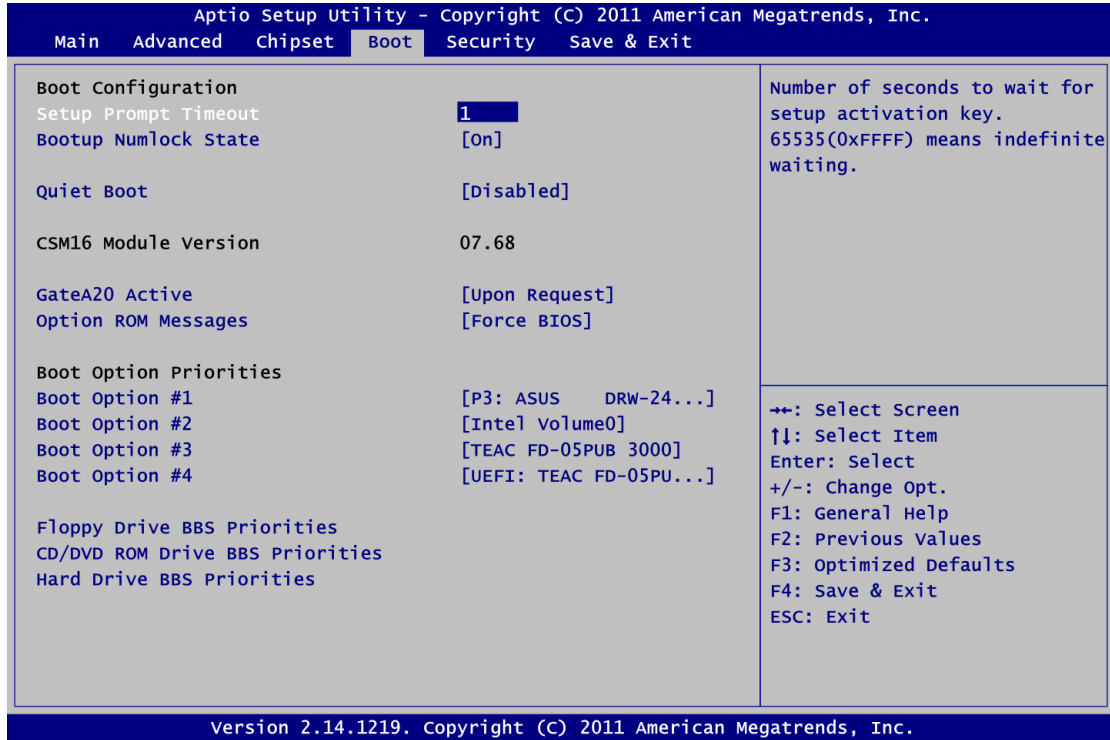 Aptio Setup Utility - Copyright (C) 2011 American Megatrends, Inc.
Main Advanced Chipset Boot Security Save & Exit
Boot Configuration
Setup Prompt Timeout 1
Bootup Numlock State [On]
Quiet Boot [Disabled]
CSM16 Module Version 07.68
GateA20 Active [Upon Request]
Option ROM Messages [Force BIOS]
Boot Option Priorities
Boot Option #1 [P3: ASUS DRW-24...]
Boot Option #2 [Intel Volume0]
Boot Option #3 [TEAC FD-05PUB 3000]
Boot Option #4 [UEFI: TEAC FD-05PU...]
Floppy Drive BBS Priorities
CD/DVD ROM Drive BBS Priorities
Hard Drive BBS Priorities
Number of seconds to wait for
setup activation key.
65535(0xFFFF) means indefinite
waiting.
→←: Select Screen
↑↓: Select Item
Enter: Select
+/-: Change Opt.
F1: General Help
F2: Previous Values
F3: Optimized Defaults
F4: Save & Exit
ESC: Exit
Version 2.14.1219. Copyright (C) 2011 American Megatrends, Inc.